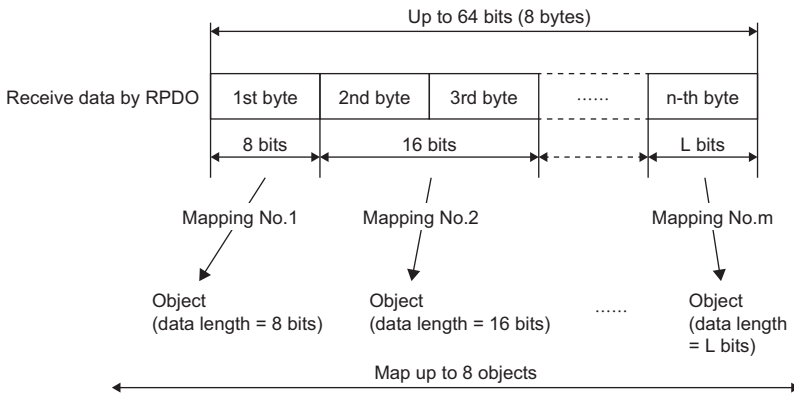 Up to 64 bits (8 bytes)
Receive data by RPDO
1st byte
2nd byte
3rd byte
......
n-th byte
8 bits
16 bits
L bits
Mapping No.1
Mapping No.2
Mapping No.m
Object
(data length = 8 bits)
Object
(data length = 16 bits)
......
Object
(data length
= L bits)
Map up to 8 objects